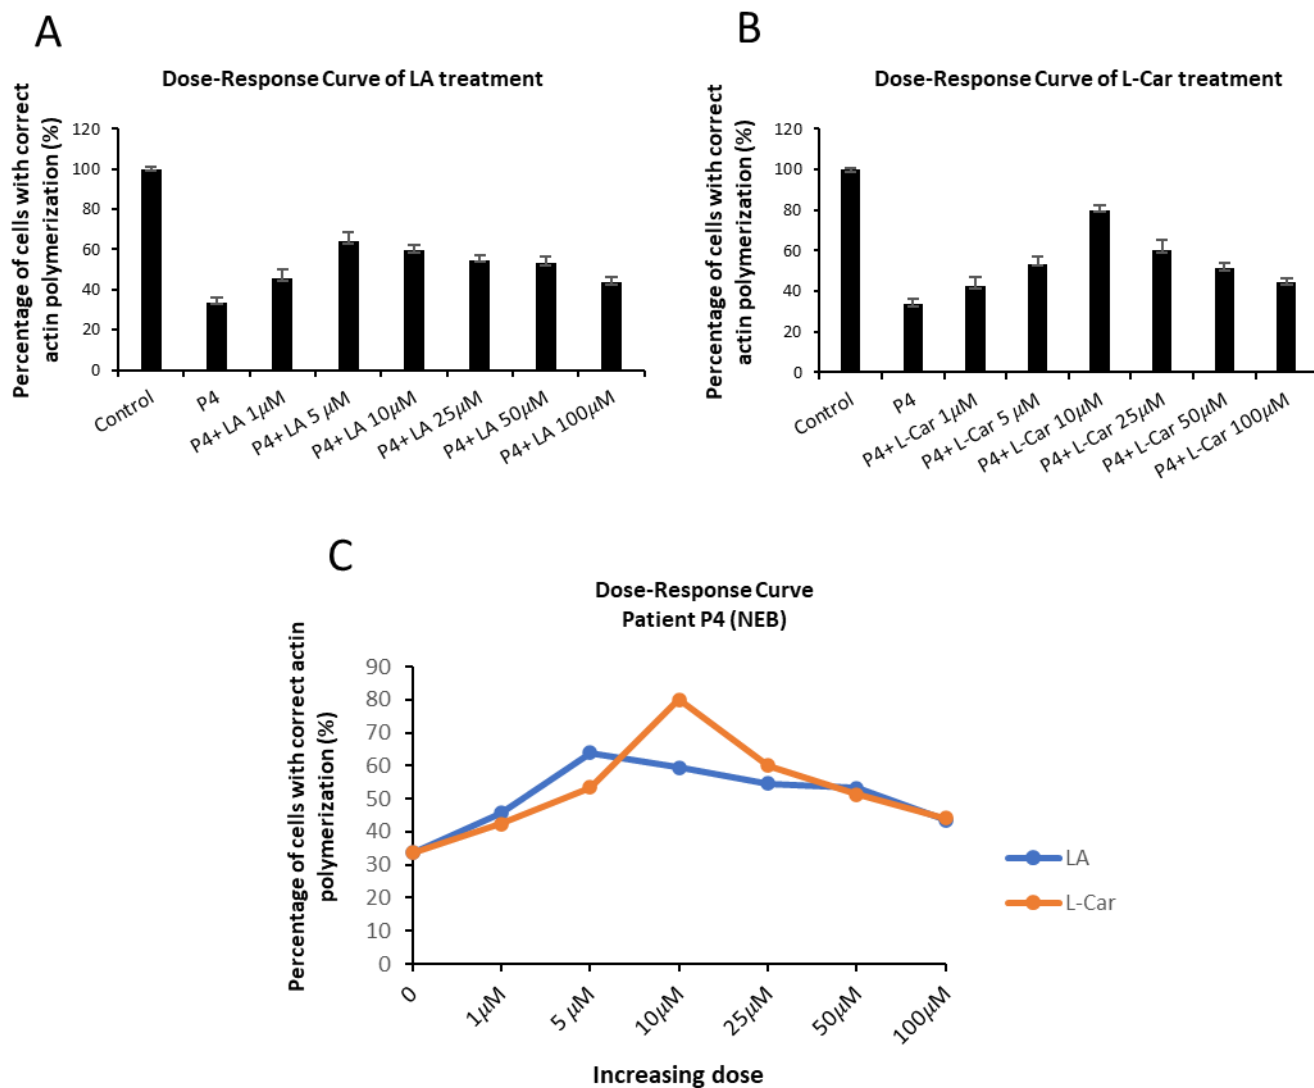 A
Dose-Response Curve of LA treatment
Percentage of cells with correct
actin polymerization (%)
120
100
80
60
40
20
0
Control
P4
P4+ LA 1µM
P4+ LA 5 µM
P4+ LA 10µM
P4+ LA 25µM
P4+ LA 50µM
P4+ LA 100µM
B
Dose-Response Curve of L-Car treatment
Percentage of cells with correct
actin polymerization (%)
120
100
80
60
40
20
0
Control
P4
P4+ L-Car 1µM
P4+ L-Car 5 µM
P4+ L-Car 10µM
P4+ L-Car 25µM
P4+ L-Car 50µM
P4+ L-Car 100µM
C
Dose-Response Curve
Patient P4 (NEB)
Percentage of cells with correct actin
polymerization (%)
90
80
70
60
50
40
30
20
10
0
0
1µM
5 µM
10µM
25µM
50µM
100µM
Increasing dose
LA
L-Car